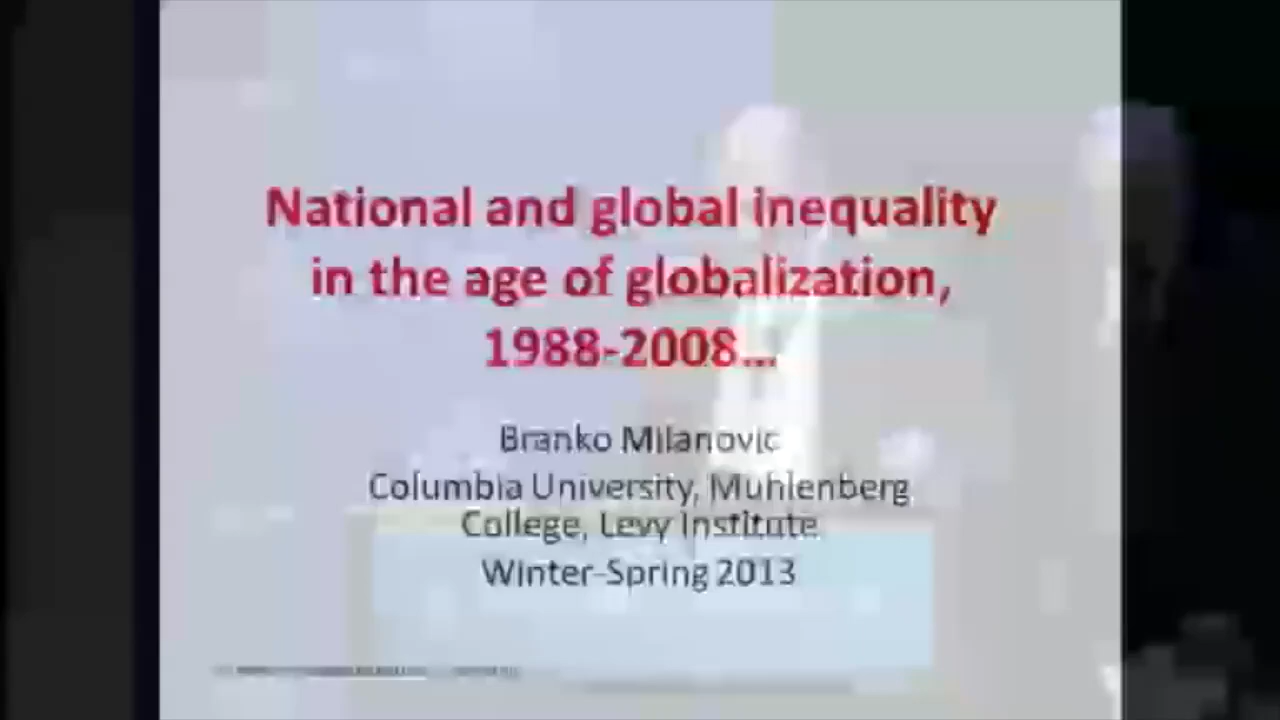 National and global inequality
in the age of globalization,
1988-2008...
Branko Milanovic
Columbia University, Muhlenberg
College, Levy Institute
Winter-Spring 2013